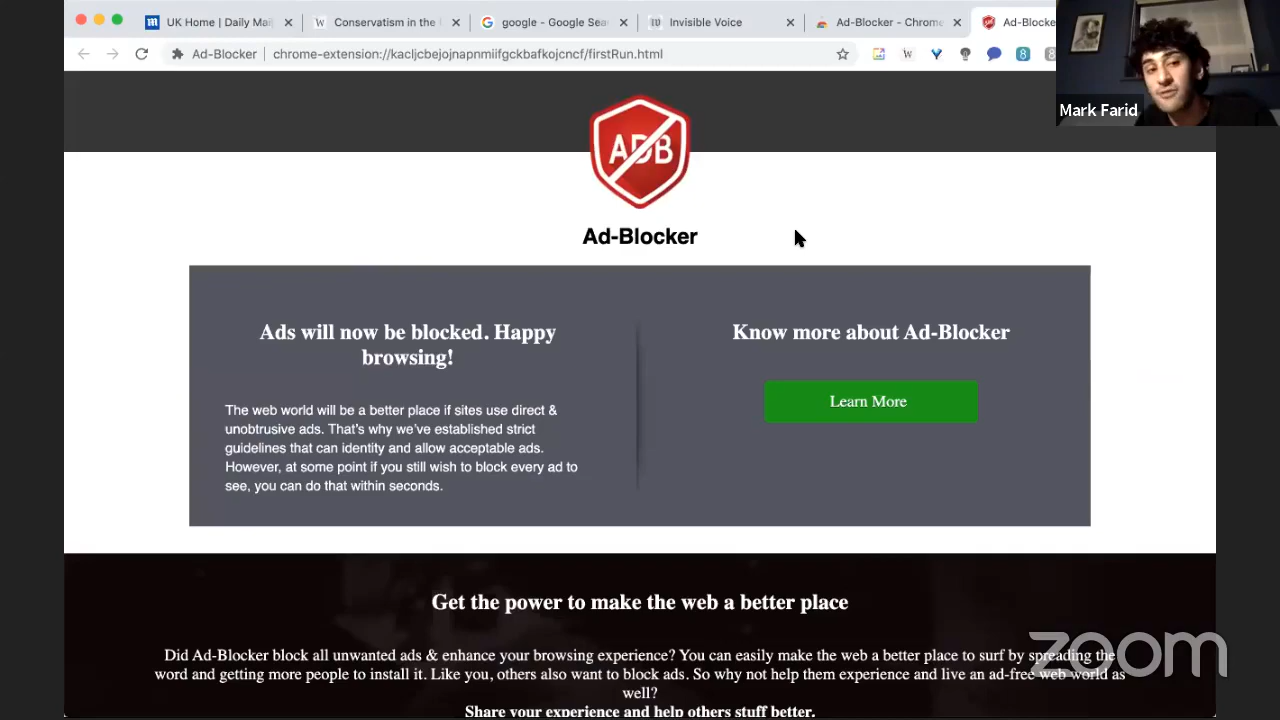 UK Home | Daily Mai
Conservatism in the
google - Google Sea
Invisible Voice
Ad-Blocker - Chrome
Ad-Blocke
Ad-Blocker
chrome-extension://kacljcbejojnapnmiifgckbafkojcncf/firstRun.html
Mark Farid
ADB
Ad-Blocker
Ads will now be blocked. Happy
browsing!
The web world will be a better place if sites use direct &
unobtrusive ads. That's why we've established strict
guidelines that can identity and allow acceptable ads.
However, at some point if you still wish to block every ad to
see, you can do that within seconds.
Know more about Ad-Blocker
Learn More
Get the power to make the web a better place
Did Ad-Blocker block all unwanted ads & enhance your browsing experience? You can easily make the web a better place to surf by spreading the
word and getting more people to install it. Like you, others also want to block ads. So why not help them experience and live an ad-free web world as
well?
Share your experience and help others stuff better.
zoom